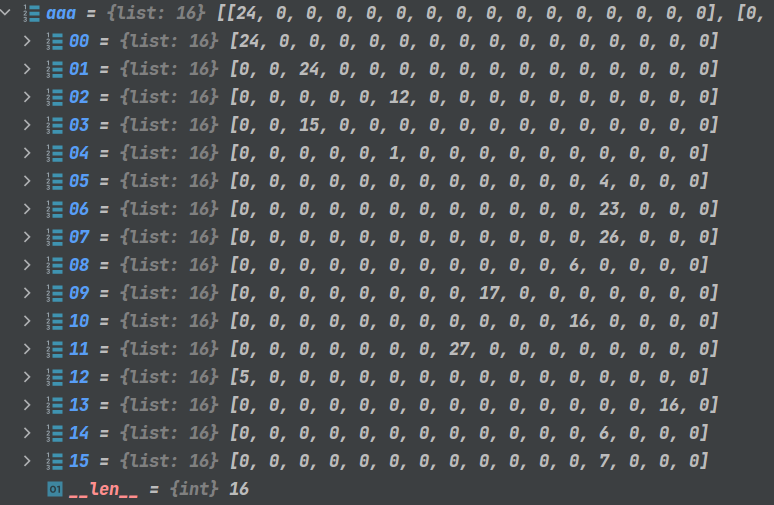 aaa = {list: 16} [[24, 0, 0, 0, 0, 0, 0, 0, 0, 0, 0, 0, 0, 0, 0, 0], [0,
00 = {list: 16} [24, 0, 0, 0, 0, 0, 0, 0, 0, 0, 0, 0, 0, 0, 0, 0]
01 = {list: 16} [0, 0, 24, 0, 0, 0, 0, 0, 0, 0, 0, 0, 0, 0, 0, 0]
02 = {list: 16} [0, 0, 0, 0, 0, 12, 0, 0, 0, 0, 0, 0, 0, 0, 0, 0]
03 = {list: 16} [0, 0, 15, 0, 0, 0, 0, 0, 0, 0, 0, 0, 0, 0, 0, 0]
04 = {list: 16} [0, 0, 0, 0, 0, 1, 0, 0, 0, 0, 0, 0, 0, 0, 0, 0]
05 = {list: 16} [0, 0, 0, 0, 0, 0, 0, 0, 0, 0, 0, 0, 4, 0, 0, 0]
06 = {list: 16} [0, 0, 0, 0, 0, 0, 0, 0, 0, 0, 0, 0, 23, 0, 0, 0]
07 = {list: 16} [0, 0, 0, 0, 0, 0, 0, 0, 0, 0, 0, 0, 26, 0, 0, 0]
08 = {list: 16} [0, 0, 0, 0, 0, 0, 0, 0, 0, 0, 0, 6, 0, 0, 0, 0]
09 = {list: 16} [0, 0, 0, 0, 0, 0, 0, 0, 17, 0, 0, 0, 0, 0, 0, 0]
10 = {list: 16} [0, 0, 0, 0, 0, 0, 0, 0, 0, 0, 0, 16, 0, 0, 0, 0]
11 = {list: 16} [0, 0, 0, 0, 0, 0, 0, 27, 0, 0, 0, 0, 0, 0, 0, 0]
12 = {list: 16} [5, 0, 0, 0, 0, 0, 0, 0, 0, 0, 0, 0, 0, 0, 0, 0]
13 = {list: 16} [0, 0, 0, 0, 0, 0, 0, 0, 0, 0, 0, 0, 0, 0, 16, 0]
14 = {list: 16} [0, 0, 0, 0, 0, 0, 0, 0, 0, 0, 0, 0, 6, 0, 0, 0]
15 = {list: 16} [0, 0, 0, 0, 0, 0, 0, 0, 0, 0, 0, 0, 7, 0, 0, 0]
01 __len__ = {int} 16